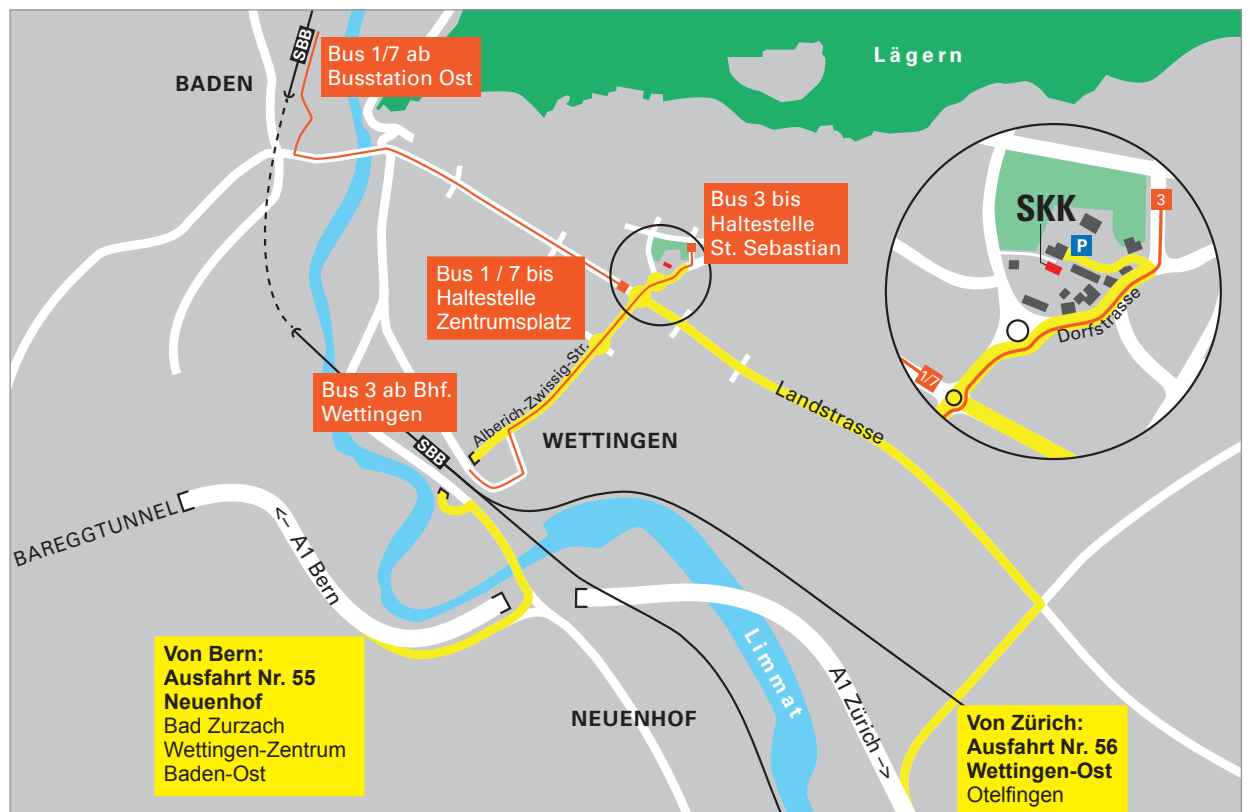 SBB
Bus 1/7 ab
Busstation Ost
BADEN
Lägern
Bus 3 bis
Haltestelle
St. Sebastian
SKK
P
3
Dorfstrasse
1/7
Bus 1 / 7 bis
Haltestelle
Zentrumsplatz
Bus 3 ab Bhf.
Wettingen
Alberich-Zwissig-Str.
Landstrasse
WETTINGEN
SBB
BAREGGTUNNEL
<– A1 Bern
Limmat
A1 Zürich –>
NEUENHOF
Von Bern:
Ausfahrt Nr. 55
Neuenhof
Bad Zurzach
Wettingen-Zentrum
Baden-Ost
Von Zürich:
Ausfahrt Nr. 56
Wettingen-Ost
Otelfingen